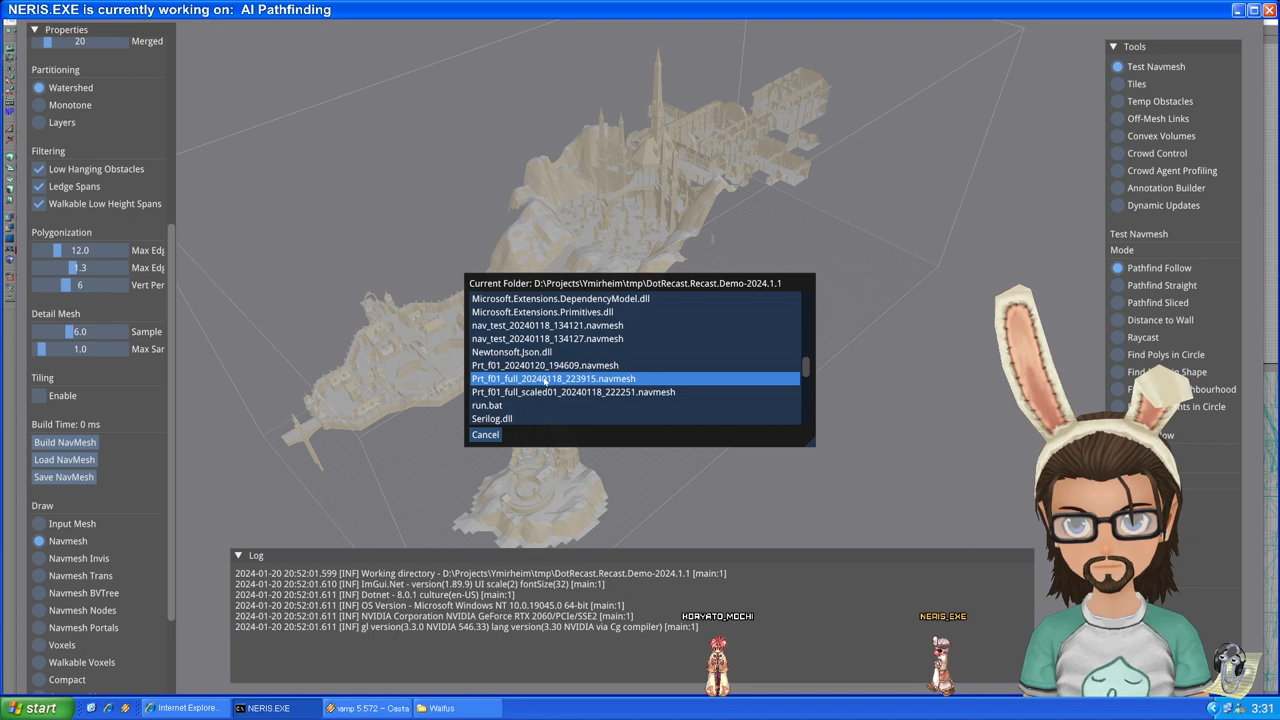 NERIS.EXE is currently working on: AI Pathfinding
Properties
20 Merged
Partitioning
Watershed
Monotone
Layers
Filtering
Low Hanging Obstacles
Ledge Spans
Walkable Low Height Spans
Polygonization
12.0 Max Edg
1.3 Max Edg
6 Vert Per
Detail Mesh
6.0 Sample
1.0 Max Sar
Tiling
Enable
Build Time: 0 ms
Build NavMesh
Load NavMesh
Save NavMesh
Draw
Input Mesh
Navmesh
Navmesh Invis
Navmesh Trans
Navmesh BVTree
Navmesh Nodes
Navmesh Portals
Voxels
Walkable Voxels
Compact
Current Folder: D:\Projects\Ymirheim\tmp\DotRecast.Recast.Demo-2024.1.1
Microsoft.Extensions.DependencyModel.dll
Microsoft.Extensions.Primitives.dll
nav_test_20240118_134121.navmesh
nav_test_20240118_134127.navmesh
Newtonsoft.Json.dll
Prt_f01_20240120_194609.navmesh
Prt_f01_full_20240118_223915.navmesh
Prt_f01_full_scaled01_20240118_222251.navmesh
run.bat
Serilog.dll
Cancel
Log
2024-01-20 20:52:01.599 [INF] Working directory - D:\Projects\Ymirheim\tmp\DotRecast.Recast.Demo-2024.1.1 [main:1]
2024-01-20 20:52:01.610 [INF] ImGui.Net - version(1.89.9) UI scale(2) fontSize(32) [main:1]
2024-01-20 20:52:01.611 [INF] Dotnet - 8.0.1 culture(en-US) [main:1]
2024-01-20 20:52:01.611 [INF] OS Version - Microsoft Windows NT 10.0.19045.0 64-bit [main:1]
2024-01-20 20:52:01.611 [INF] NVIDIA Corporation NVIDIA GeForce RTX 2060/PCIe/SSE2 [main:1]
2024-01-20 20:52:01.611 [INF] gl version(3.3.0 NVIDIA 546.33) lang version(3.30 NVIDIA via Cg compiler) [main:1]
KORYATO_MOCHI
NERIS_EXE
Tools
Test Navmesh
Tiles
Temp Obstacles
Off-Mesh Links
Convex Volumes
Crowd Control
Crowd Agent Profiling
Annotation Builder
Dynamic Updates
Test Navmesh
Mode
Pathfind Follow
Pathfind Straight
Pathfind Sliced
Distance to Wall
Raycast
Find Polys in Circle
Shape
in Circle
start
Internet Explore...
NERIS.EXE
5.572 - Casta
Waifus
3:31